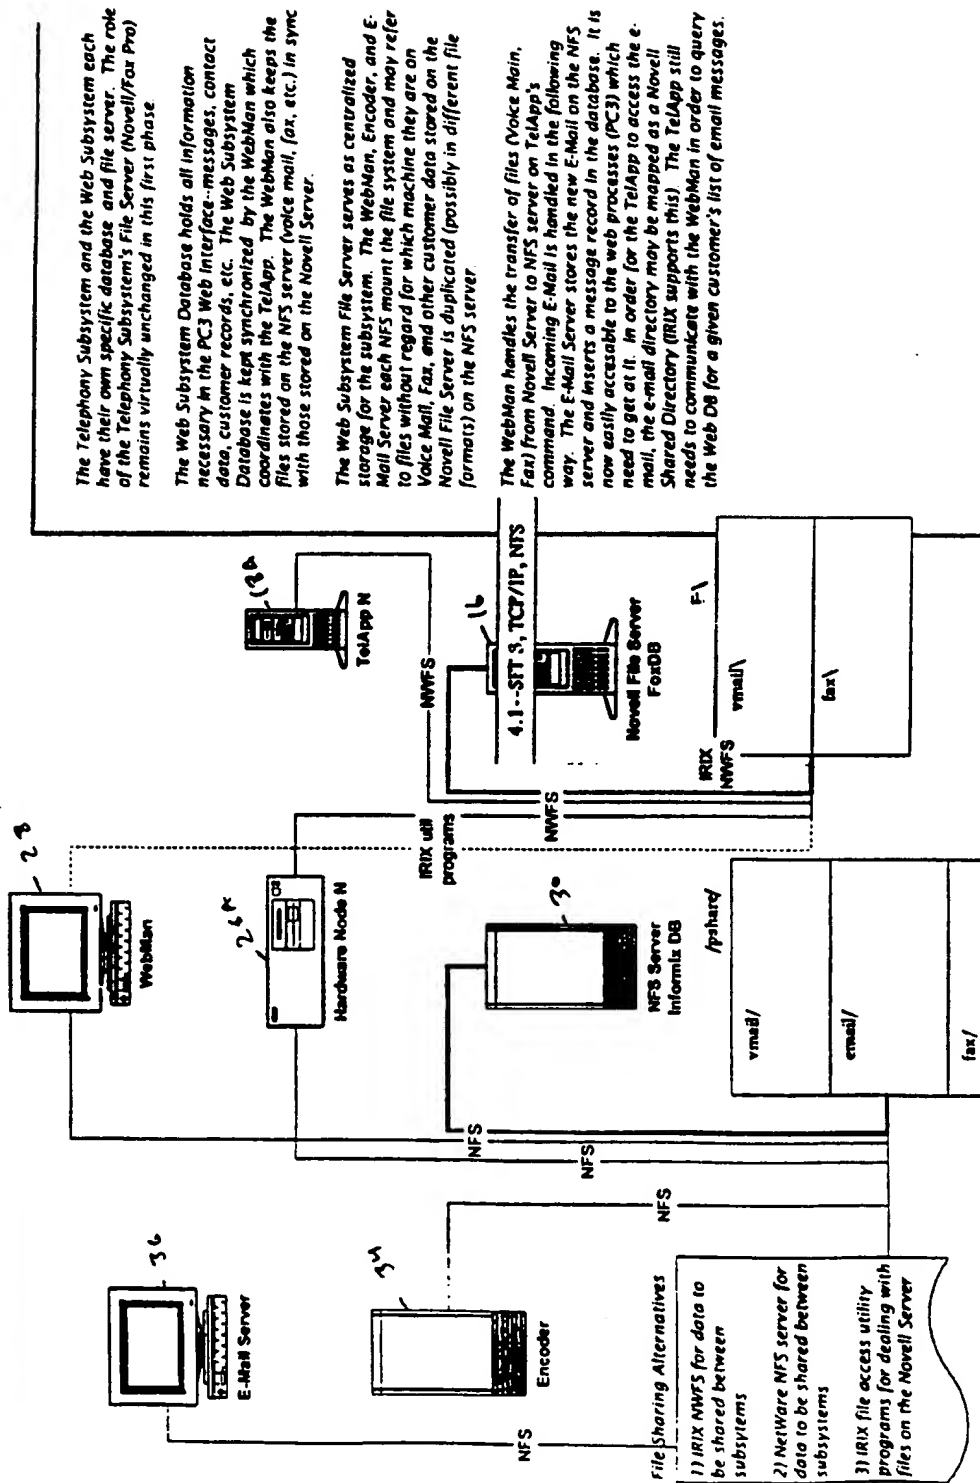 The Telephony Subsystem and the Web Subsystem each
have their own specific database and file server. The role
of the Telephony Subsystem's File Server (Novell/Fox Pro)
remains virtually unchanged in this first phase
The Web Subsystem Database holds all information
necessary in the PC3 Web Interface--messages, contact
data, customer records, etc. The Web Subsystem
Database is kept synchronized by the WebMan which
coordinates with the TelApp. The WebMan also keeps the
files stored on the NFS server (voice mail, fax, etc.) in sync
with those stored on the Novell Server.
The Web Subsystem File Server serves as centralized
storage for the subsystem. The WebMan, Encoder, and E-
Mail Server each NFS mount the file system and may refer
to files without regard for which machine they are on
Voice Mail, Fax, and other customer data stored on the
Novell File Server is duplicated (possibly in different file
formats) on the NFS server.
The WebMan handles the transfer of files (Voice Main,
Fax) from Novell Server to NFS server on TelApp's
command. Incoming E-Mail is handled in the following
way. The E-Mail Server stores the new E-Mail on the NFS
server and inserts a message record in the database. It is
now easily accessable to the web processes (PC3) which
need to get at it. In order for the TelApp to access the e-
mail, the e-mail directory may be mapped as a Novell
Shared Directory (IRIX supports this). The TelApp still
needs to communicate with the WebMan in order to query
the Web DB for a given customer's list of email messages.
18A
TelApp N
NWFS
16
4.1--SFT 3, TCP/IP, NFS
Novell File Server
FoxDB
NWFS
F:\
IRIX
NWFS
vmail\
fax\
28
WebMan
IRIX util
programs
NWFS
26A
Hardware Node N
30
NFS Server
Informix DB
/pshare/
vmail/
email/
fax/
NFS
NFS
NFS
36
E-Mail Server
NFS
34
Encoder
File Sharing Alternatives
1) IRIX NWFS for data to
be shared between
subsytems
2) NetWare NFS server for
data to be shared between
subsystems
3) IRIX file access utility
programs for dealing with
files on the Novell Server